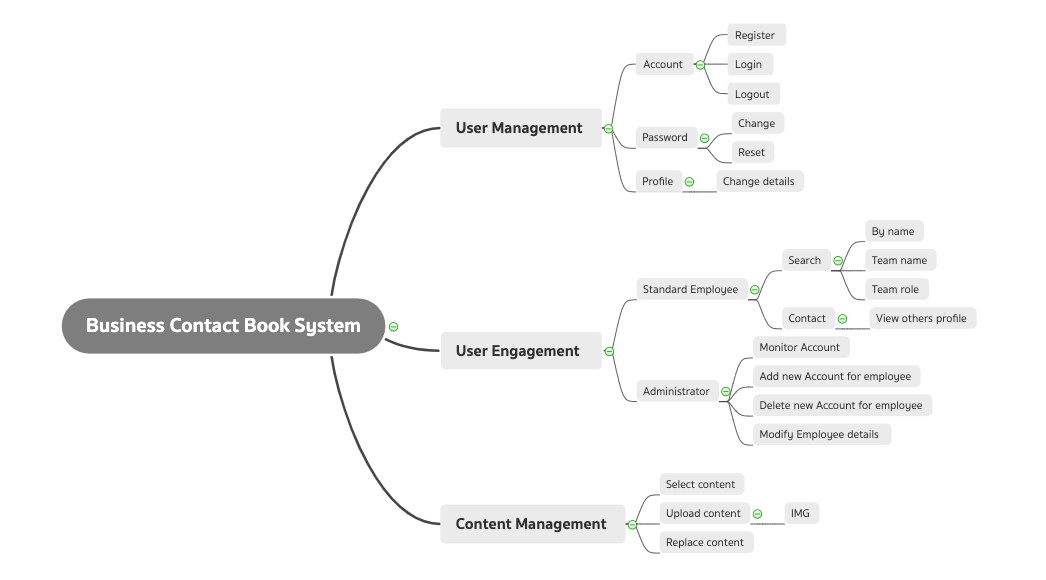 Business Contact Book System
User Management
Account
Register
Login
Logout
Password
Change
Reset
Profile
Change details
User Engagement
Standard Employee
Search
By name
Team name
Team role
Contact
View others profile
Administrator
Monitor Account
Add new Account for employee
Delete new Account for employee
Modify Employee details
Content Management
Select content
Upload content
IMG
Replace content